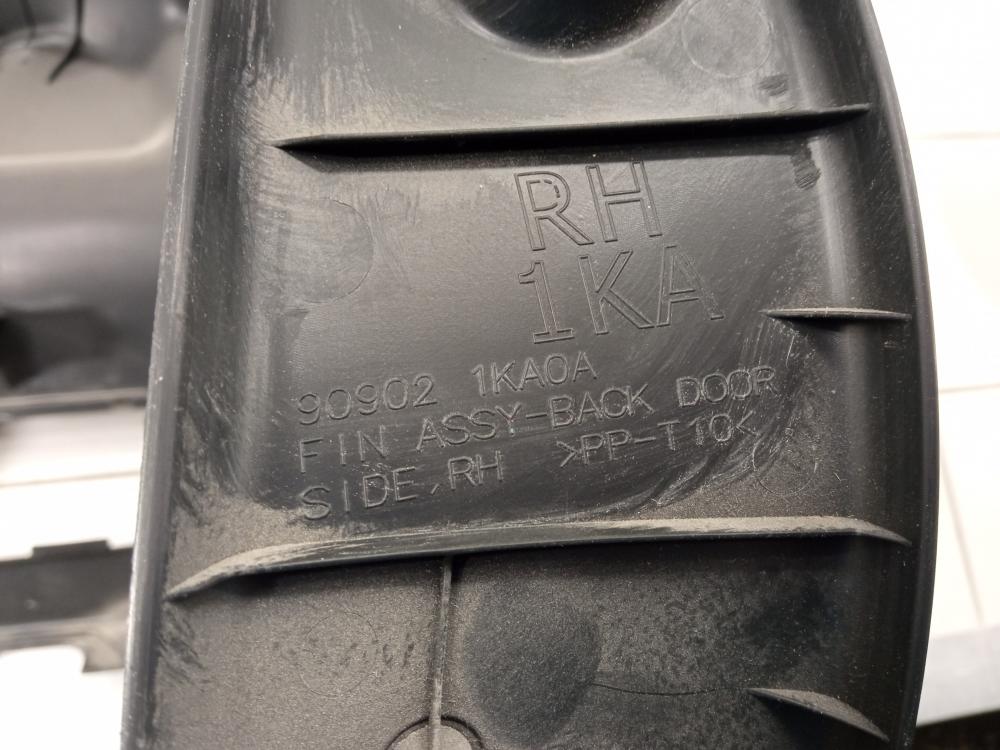 RH
1KA
90902 1KA0A
FIN ASSY-BACK DOOR
SIDE,RH >PP-T10<